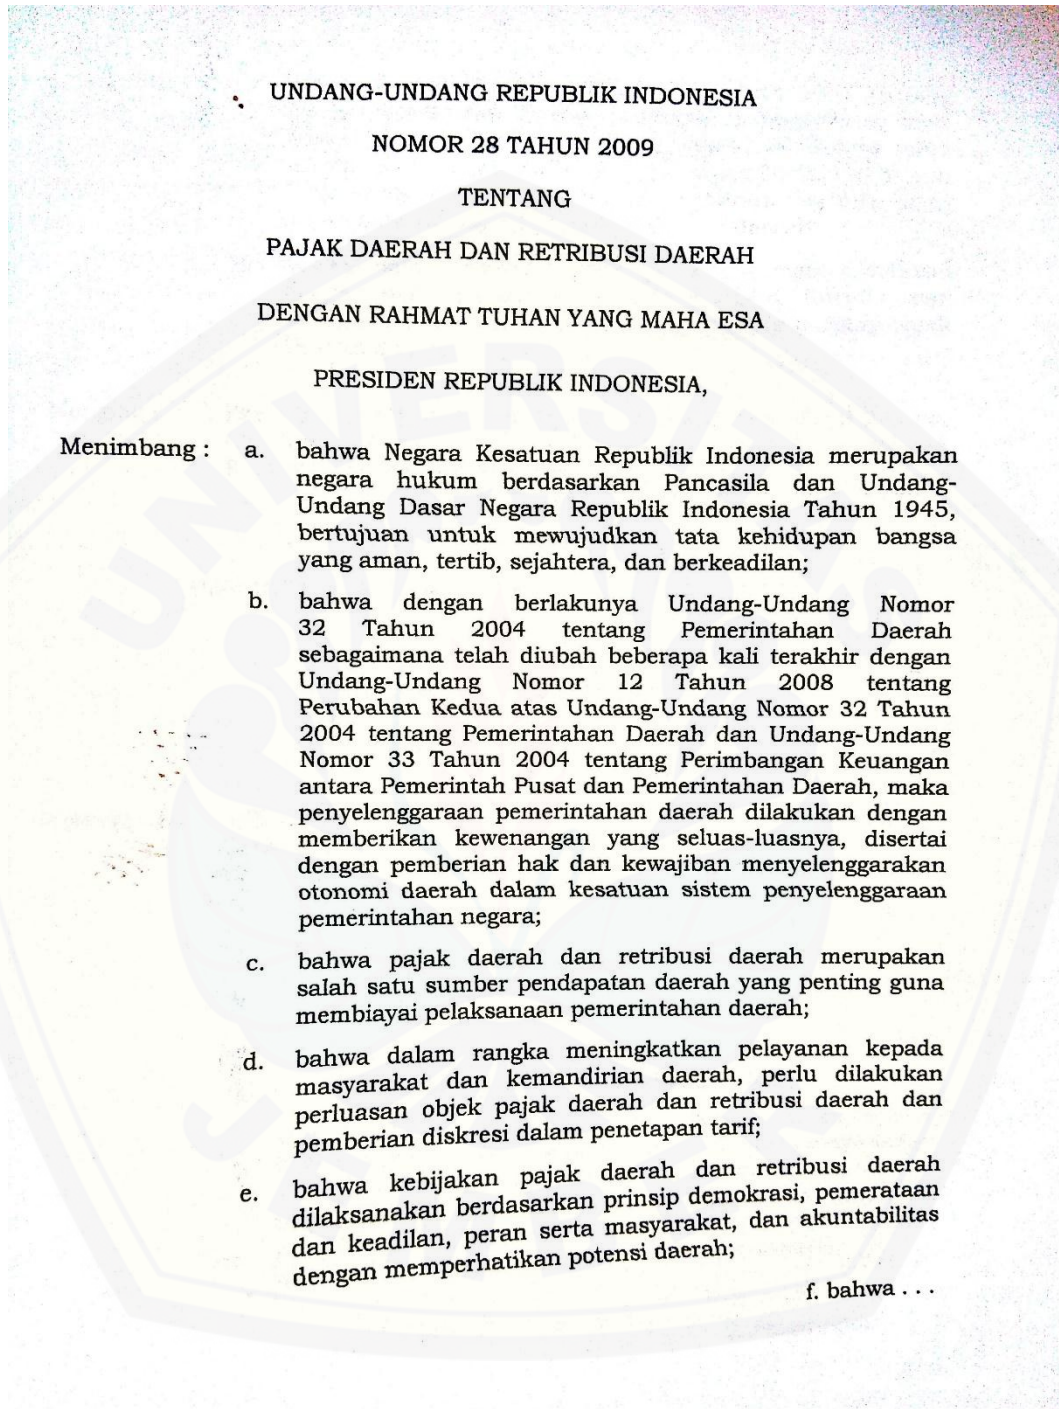 UNDANG-UNDANG REPUBLIK INDONESIA
NOMOR 28 TAHUN 2009
TENTANG
PAJAK DAERAH DAN RETRIBUSI DAERAH
DENGAN RAHMAT TUHAN YANG MAHA ESA
PRESIDEN REPUBLIK INDONESIA,
Menimbang : a. bahwa Negara Kesatuan Republik Indonesia merupakan
negara hukum berdasarkan Pancasila dan Undang-
Undang Dasar Negara Republik Indonesia Tahun 1945,
bertujuan untuk mewujudkan tata kehidupan bangsa
yang aman, tertib, sejahtera, dan berkeadilan;
b. bahwa dengan berlakunya Undang-Undang Nomor
32 Tahun 2004 tentang Pemerintahan Daerah
sebagaimana telah diubah beberapa kali terakhir dengan
Undang-Undang Nomor 12 Tahun 2008 tentang
Perubahan Kedua atas Undang-Undang Nomor 32 Tahun
2004 tentang Pemerintahan Daerah dan Undang-Undang
Nomor 33 Tahun 2004 tentang Perimbangan Keuangan
antara Pemerintah Pusat dan Pemerintahan Daerah, maka
penyelenggaraan pemerintahan daerah dilakukan dengan
memberikan kewenangan yang seluas-luasnya, disertai
dengan pemberian hak dan kewajiban menyelenggarakan
otonomi daerah dalam kesatuan sistem penyelenggaraan
pemerintahan negara;
c. bahwa pajak daerah dan retribusi daerah merupakan
salah satu sumber pendapatan daerah yang penting guna
membiayai pelaksanaan pemerintahan daerah;
d. bahwa dalam rangka meningkatkan pelayanan kepada
masyarakat dan kemandirian daerah, perlu dilakukan
perluasan objek pajak daerah dan retribusi daerah dan
pemberian diskresi dalam penetapan tarif;
e. bahwa kebijakan pajak daerah dan retribusi daerah
dilaksanakan berdasarkan prinsip demokrasi, pemerataan
dan keadilan, peran serta masyarakat, dan akuntabilitas
dengan memperhatikan potensi daerah;
f. bahwa . . .
UNIVERSITAS
JEMBER